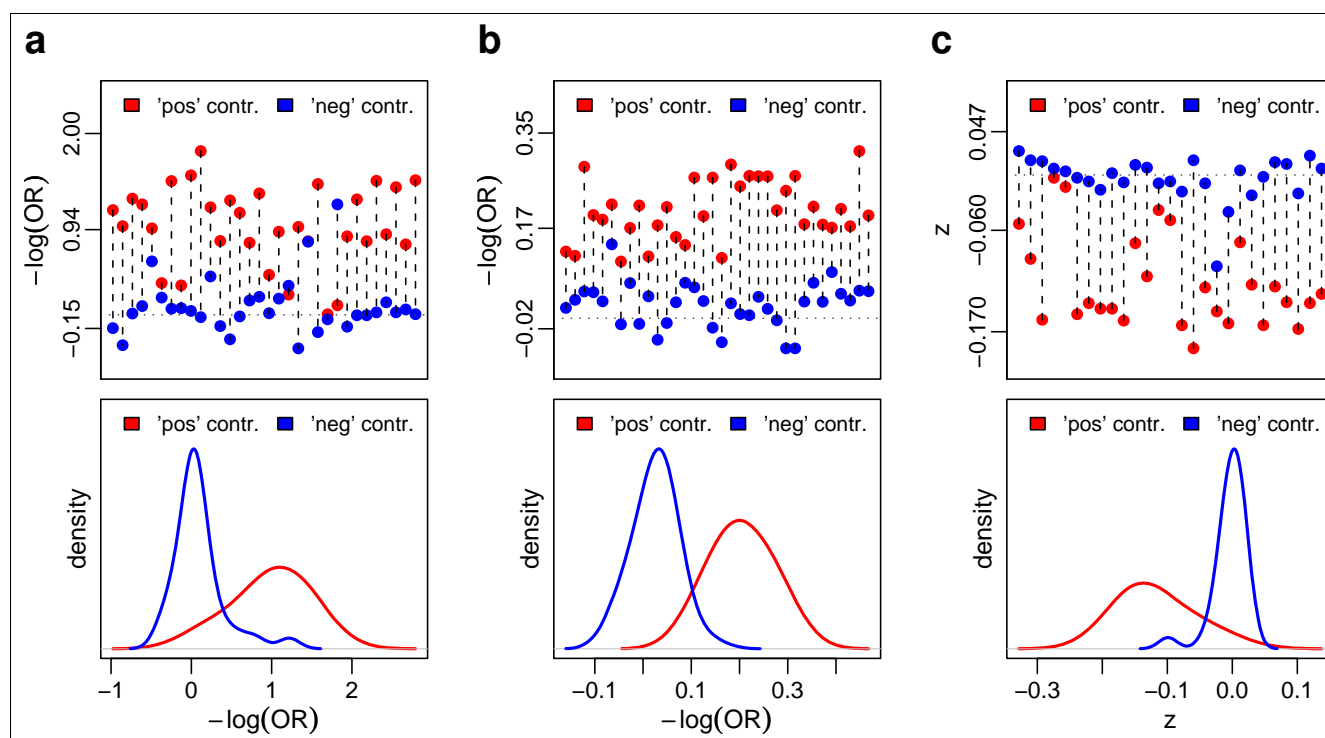 a
b
c
'pos' contr. 'neg' contr.
−log(OR)
2.00
0.94
−0.15
'pos' contr. 'neg' contr.
−log(OR)
0.35
0.17
−0.02
'pos' contr. 'neg' contr.
z
0.047
−0.060
−0.170
'pos' contr. 'neg' contr.
density
−1 0 1 2
−log(OR)
'pos' contr. 'neg' contr.
density
−0.1 0.1 0.3
−log(OR)
'pos' contr. 'neg' contr.
density
−0.3 −0.1 0.0 0.1
z